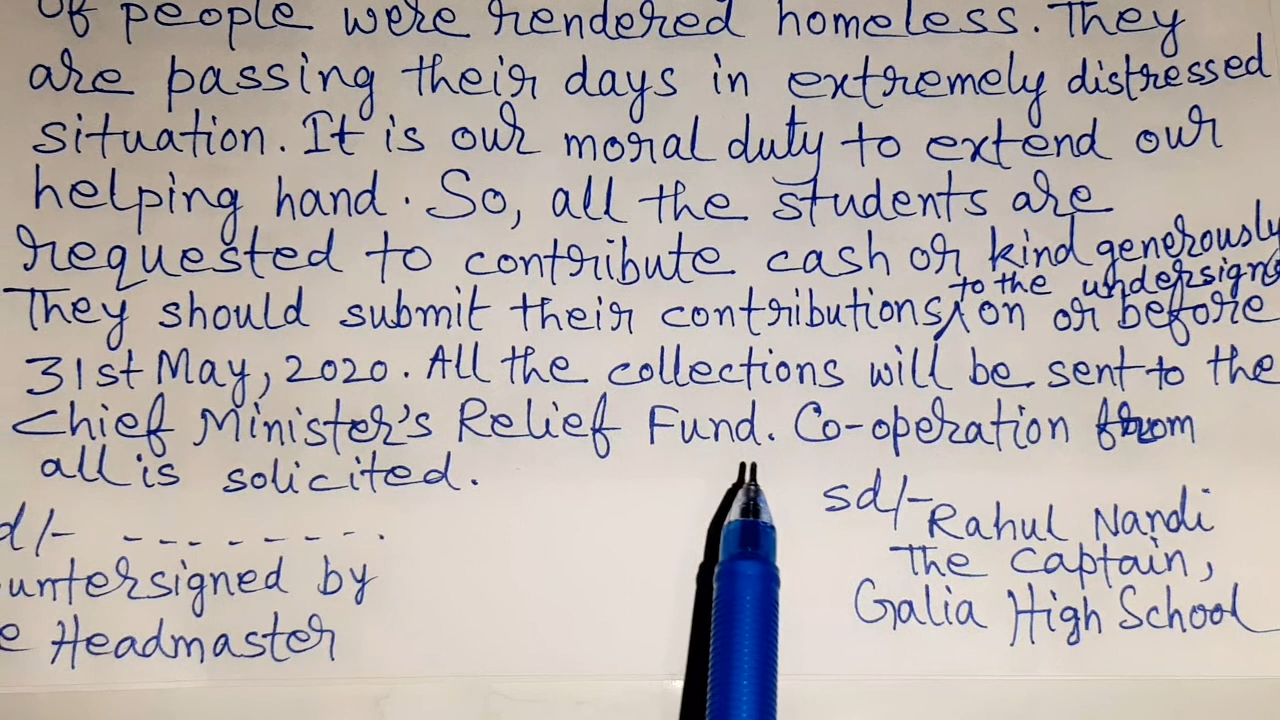 of people were rendered homeless. They
are passing their days in extremely distressed
situation. It is our moral duty to extend our
helping hand. So, all the students are
requested to contribute cash or kind generously
to the undersigne
They should submit their contributions, on or before
31st May, 2020. All the collections will be sent to the
Chief Minister's Relief Fund. Co-operation from
all is solicited.
sd/- Rahul Nandi
The Captain,
Galia High School
d/- - - - - - - - - .
untersigned by
e Headmaster